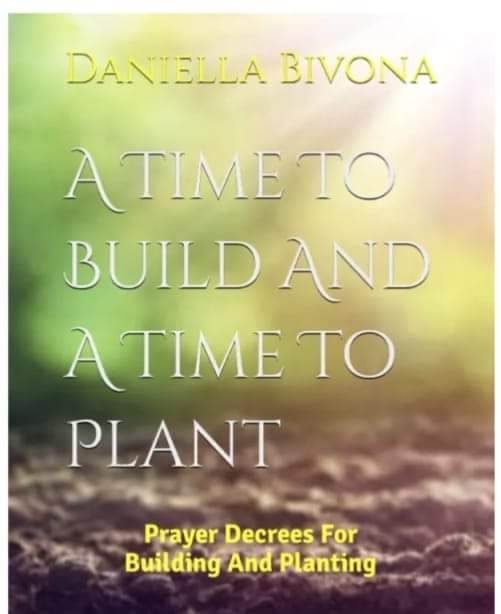 Daniella Bivona
A Time To
Build And
A Time To
Plant
Prayer Decrees For
Building And Planting